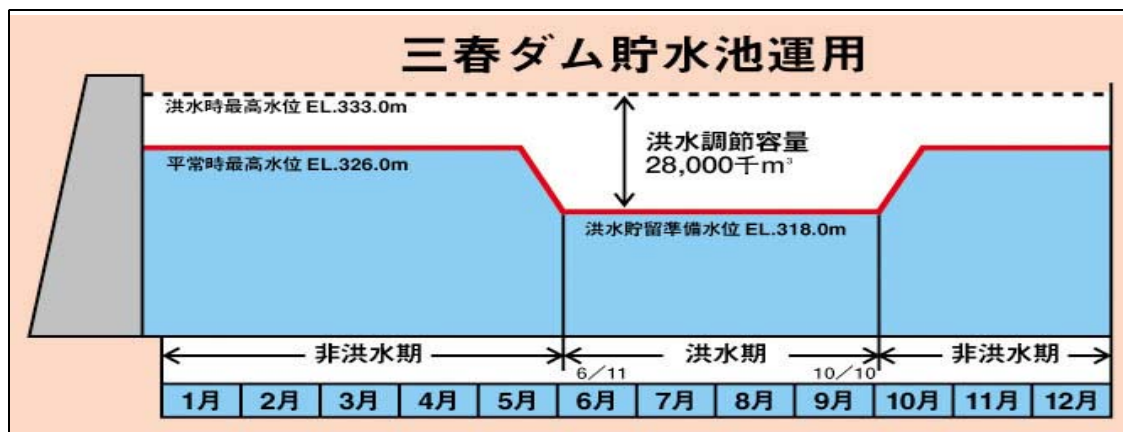 三春ダム貯水池運用
洪水時最高水位 EL.333.0m
洪水調節容量
28,000千m³
平常時最高水位 EL.326.0m
洪水貯留準備水位 EL.318.0m
非洪水期
洪水期
非洪水期
6／11
10／10
1月 2月 3月 4月 5月 6月 7月 8月 9月 10月 11月 12月